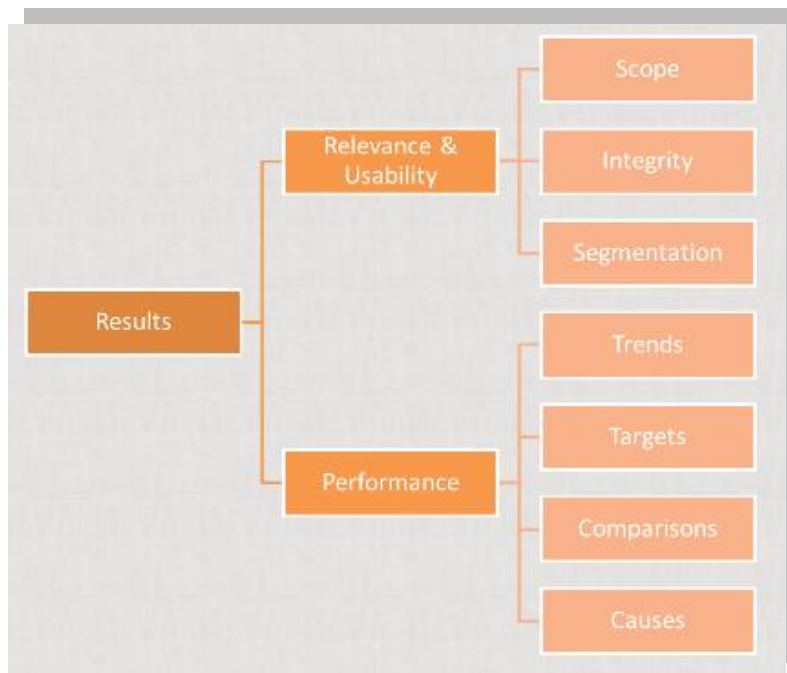 Results
Relevance &
Usability
Scope
Integrity
Segmentation
Performance
Trends
Targets
Comparisons
Causes